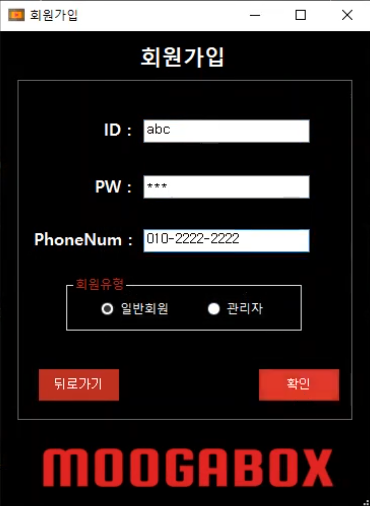 회원가입
회원가입
ID : abc
PW : ***
PhoneNum : 010-2222-2222
회원유형
일반회원 관리자
뒤로가기 확인
MOOGABOX